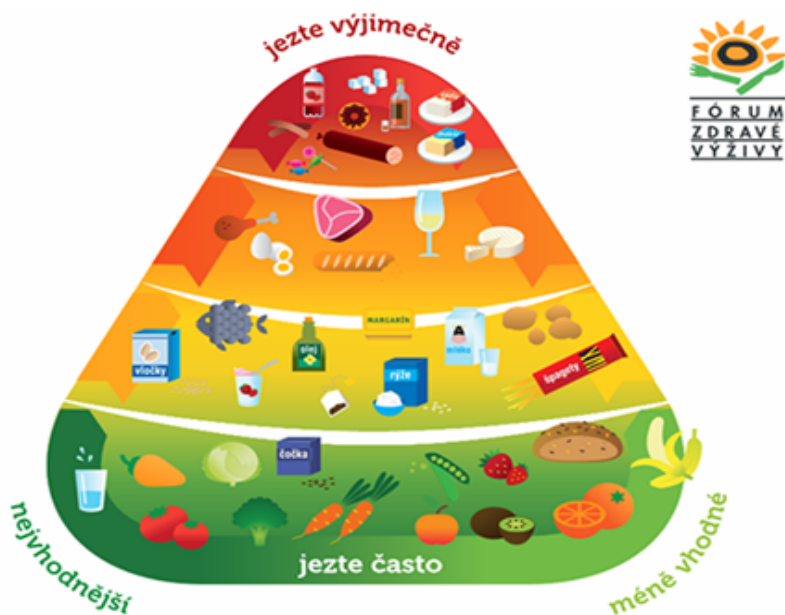 jezte výjimečně
FÓRUM
ZDRAVÉ
VÝŽIVY
MARGARÍN
mléko
olej
vločky
rýže
špagety
čočka
nejvhodnější
jezte často
méně vhodné